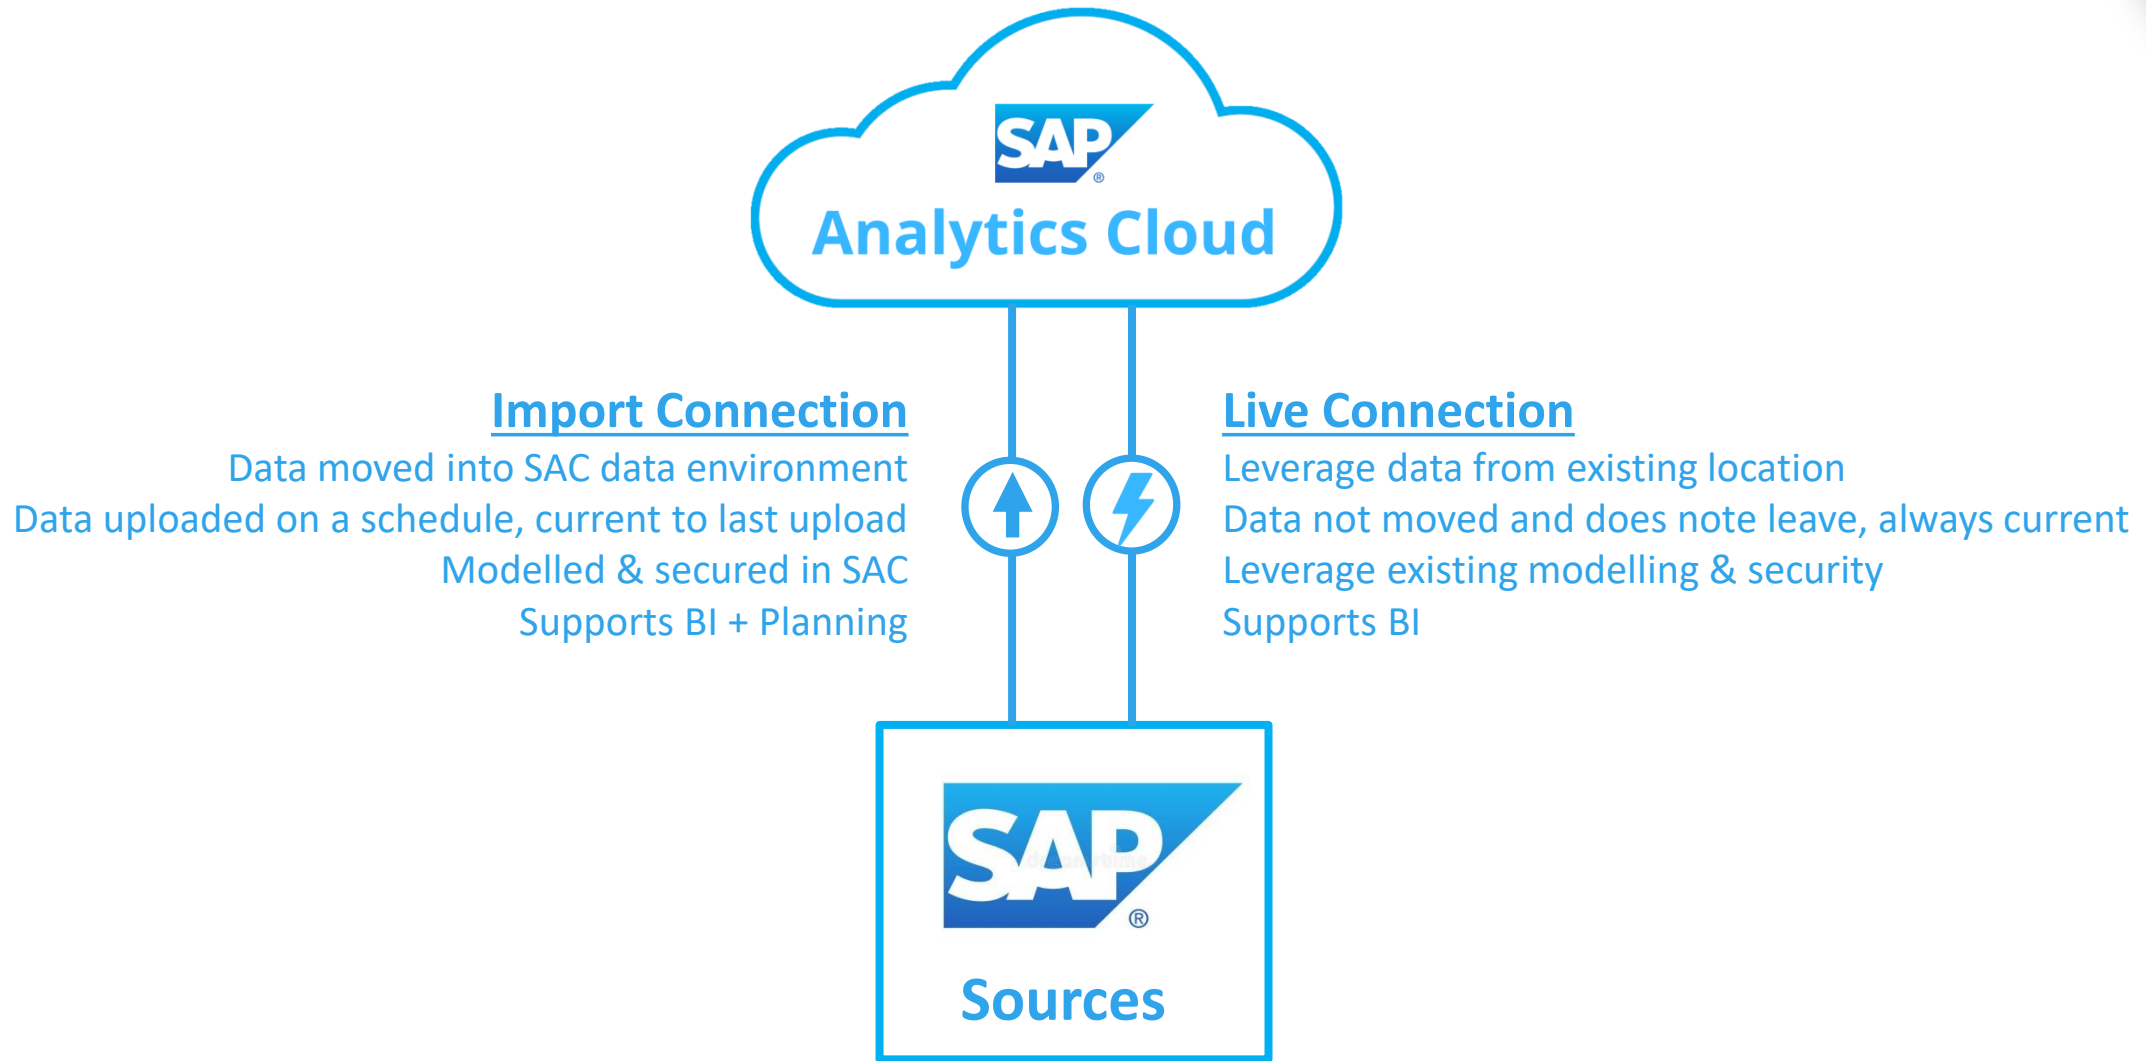 SAP
®
Analytics Cloud
Import Connection
Data moved into SAC data environment
Data uploaded on a schedule, current to last upload
Modelled & secured in SAC
Supports BI + Planning
Live Connection
Leverage data from existing location
Data not moved and does note leave, always current
Leverage existing modelling & security
Supports BI
SAP
®
Sources